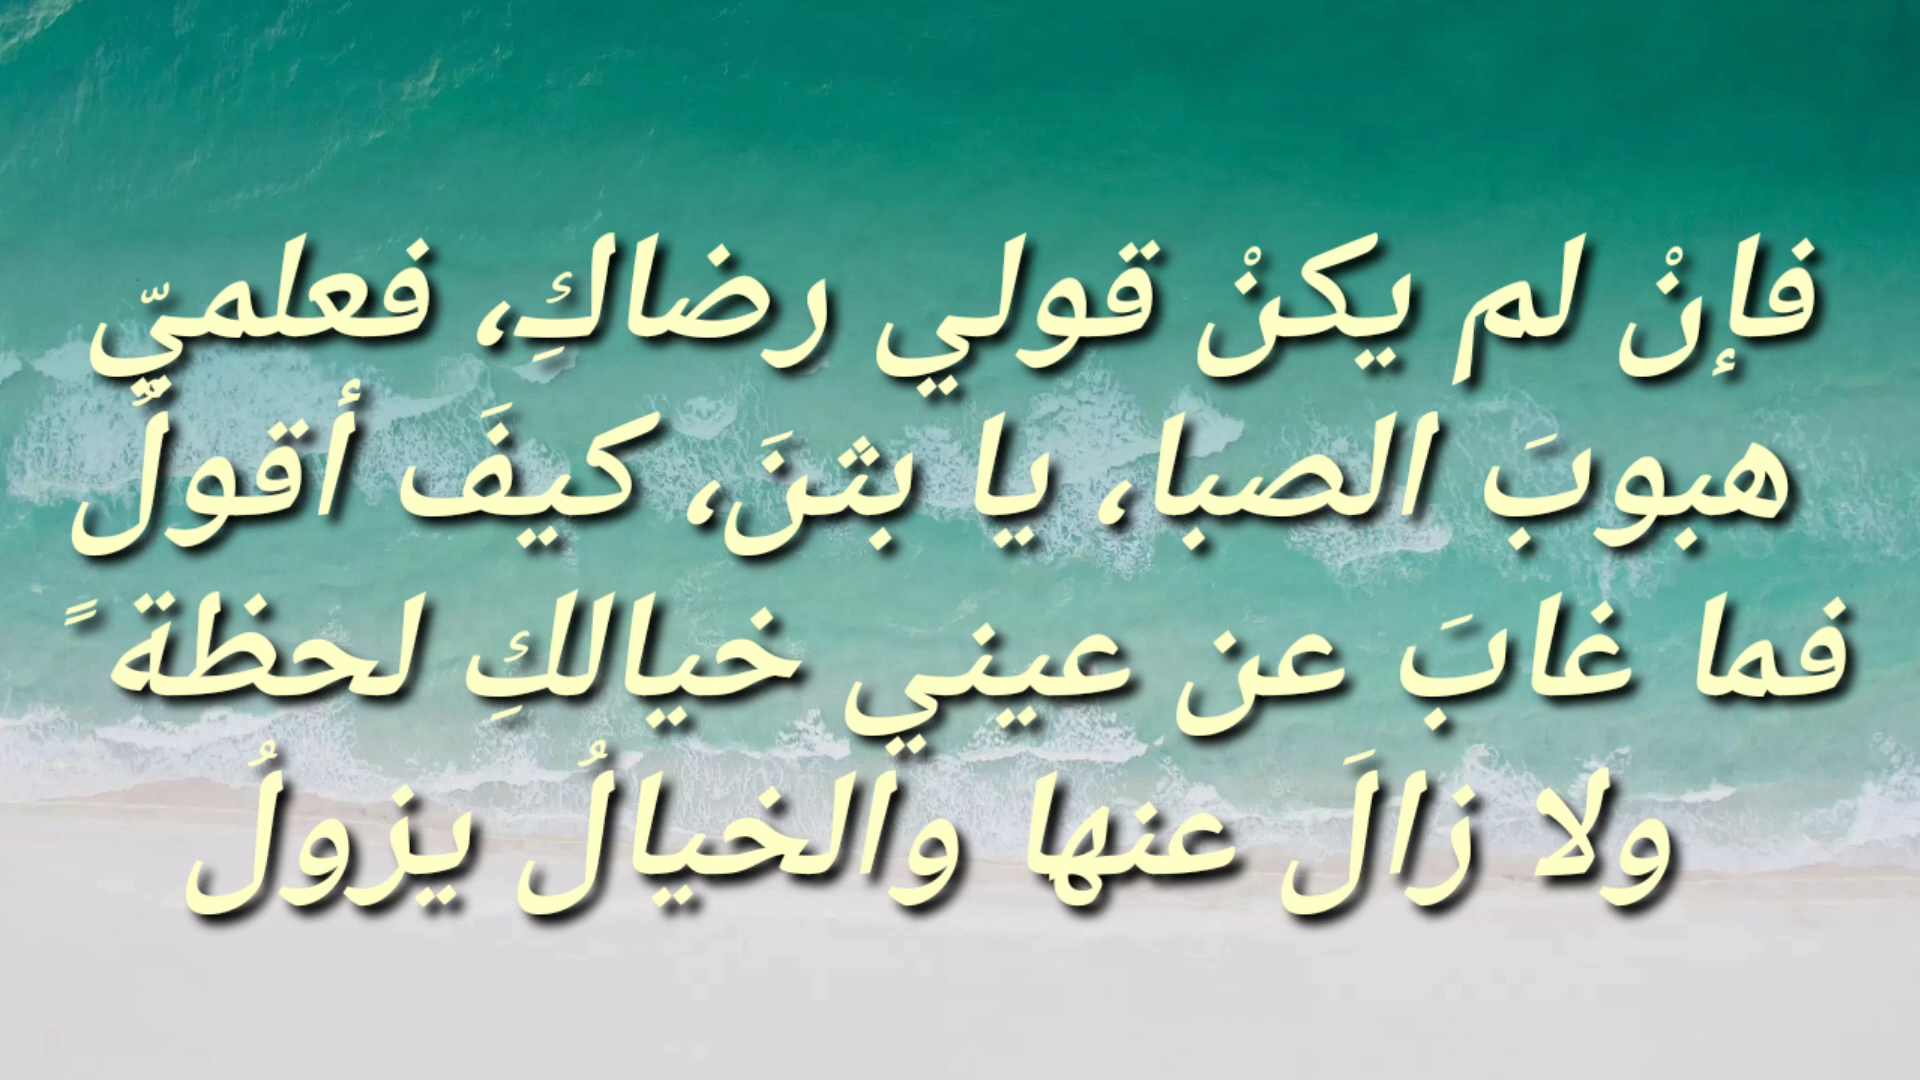 فإنْ لم يكنْ قولي رضاكِ، فعلميّ
هبوبَ الصبا، يا بثنَ، كيفَ أقولٌ
فما غابَ عن عيني خيالكِ لحظة ً
ولا زالَ عنها والخيالُ يزولُ